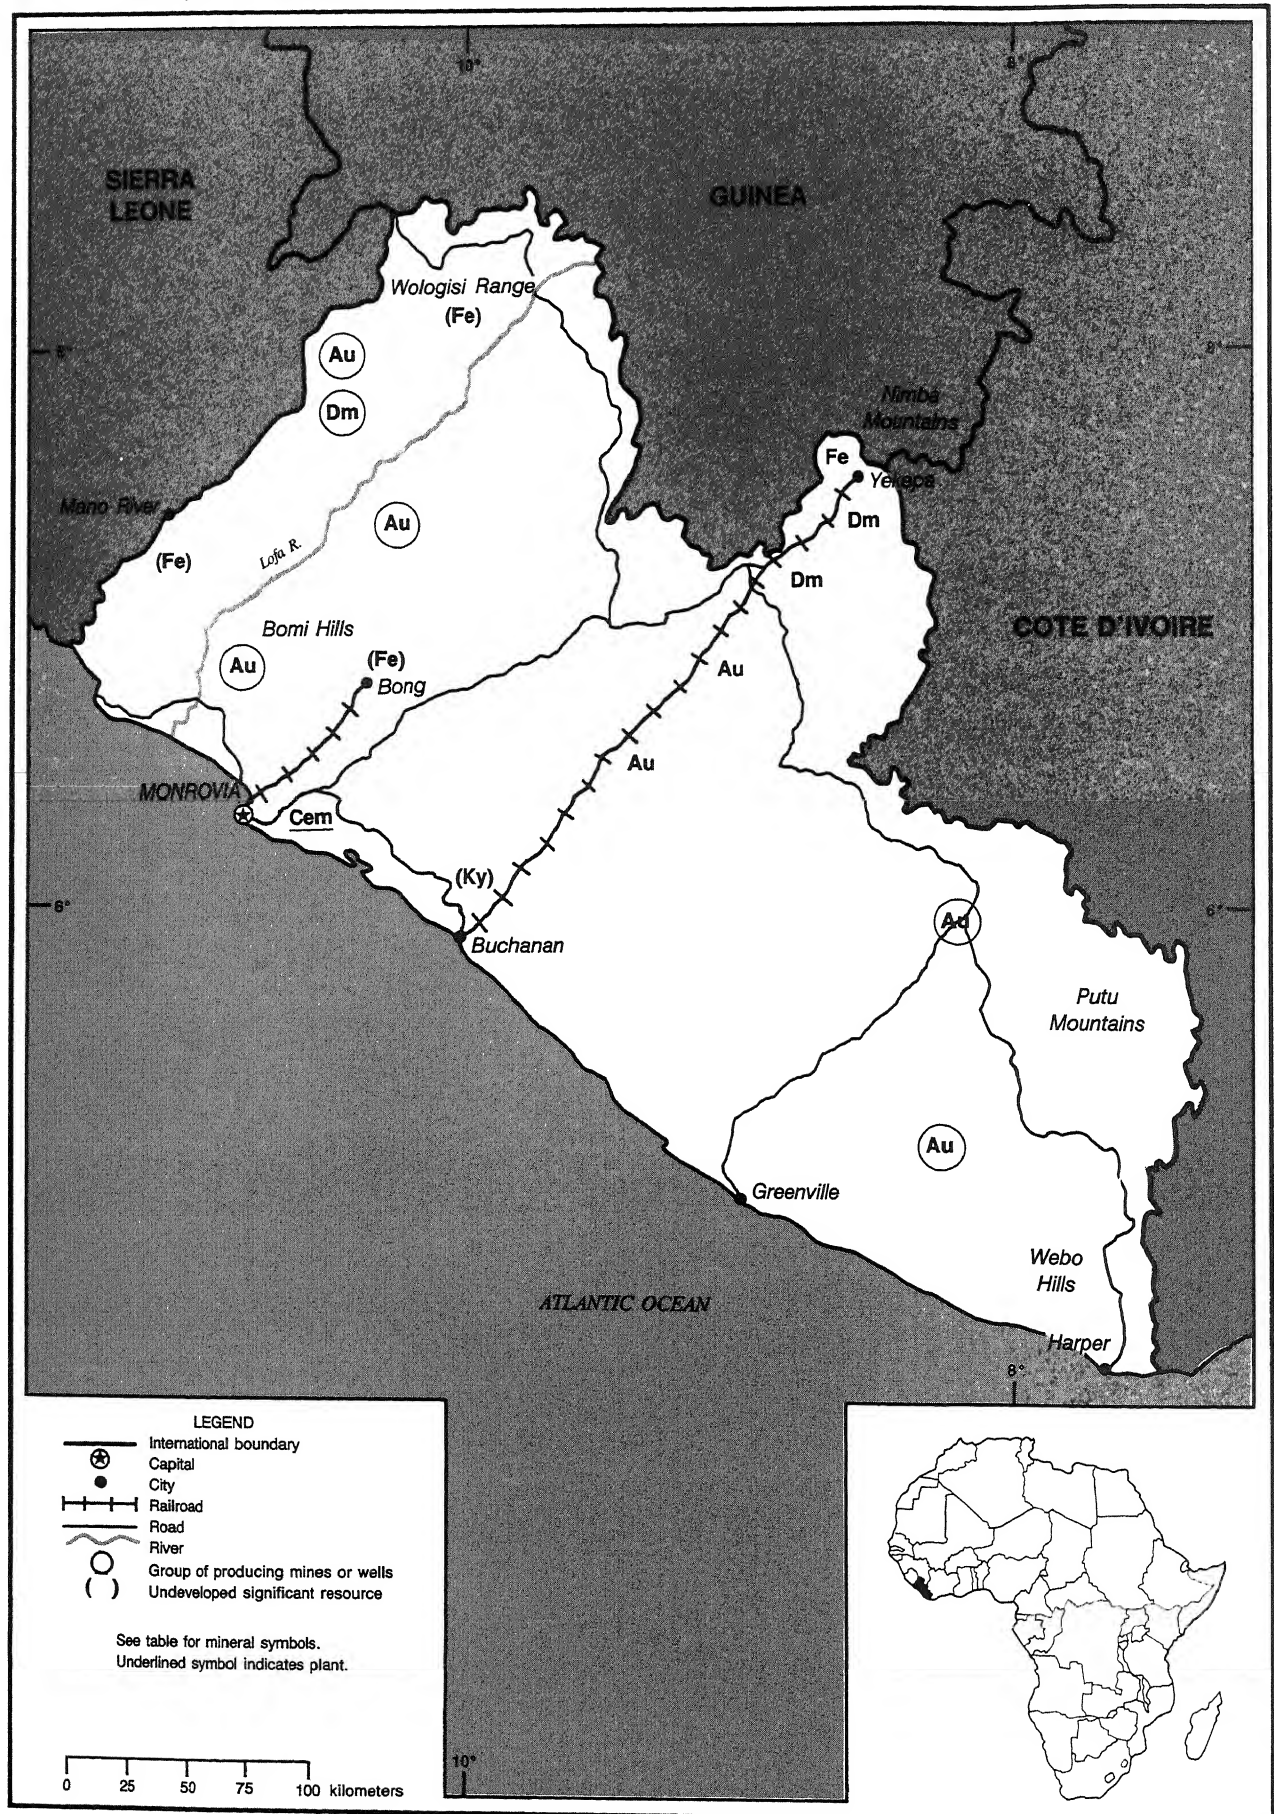 10°
8°
SIERRA
LEONE
GUINEA
Wologisi Range
(Fe)
8°
Au
8°
Dm
Nimba
Mountains
Fe
Yekepa
Mano River
Au
Dm
Lofa R.
(Fe)
Dm
Bomi Hills
COTE D'IVOIRE
Au
(Fe)
Bong
Au
Au
MONROVIA
Cem
(Ky)
6°
6°
Au
Buchanan
Putu
Mountains
Au
Greenville
Webo
Hills
ATLANTIC OCEAN
Harper
8°
LEGEND
International boundary
Capital
City
Railroad
Road
River
Group of producing mines or wells
( ) Undeveloped significant resource
See table for mineral symbols.
Underlined symbol indicates plant.
10°
0 25 50 75 100 kilometers